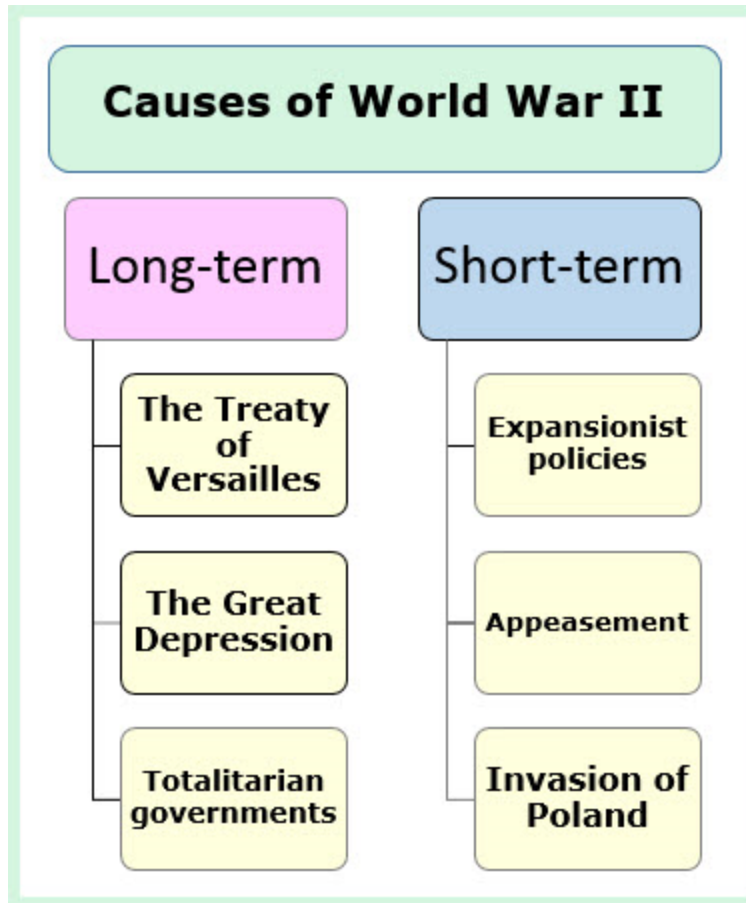 Causes of World War II
Long-term
The Treaty
of
Versailles
The Great
Depression
Totalitarian
governments
Short-term
Expansionist
policies
Appeasement
Invasion of
Poland